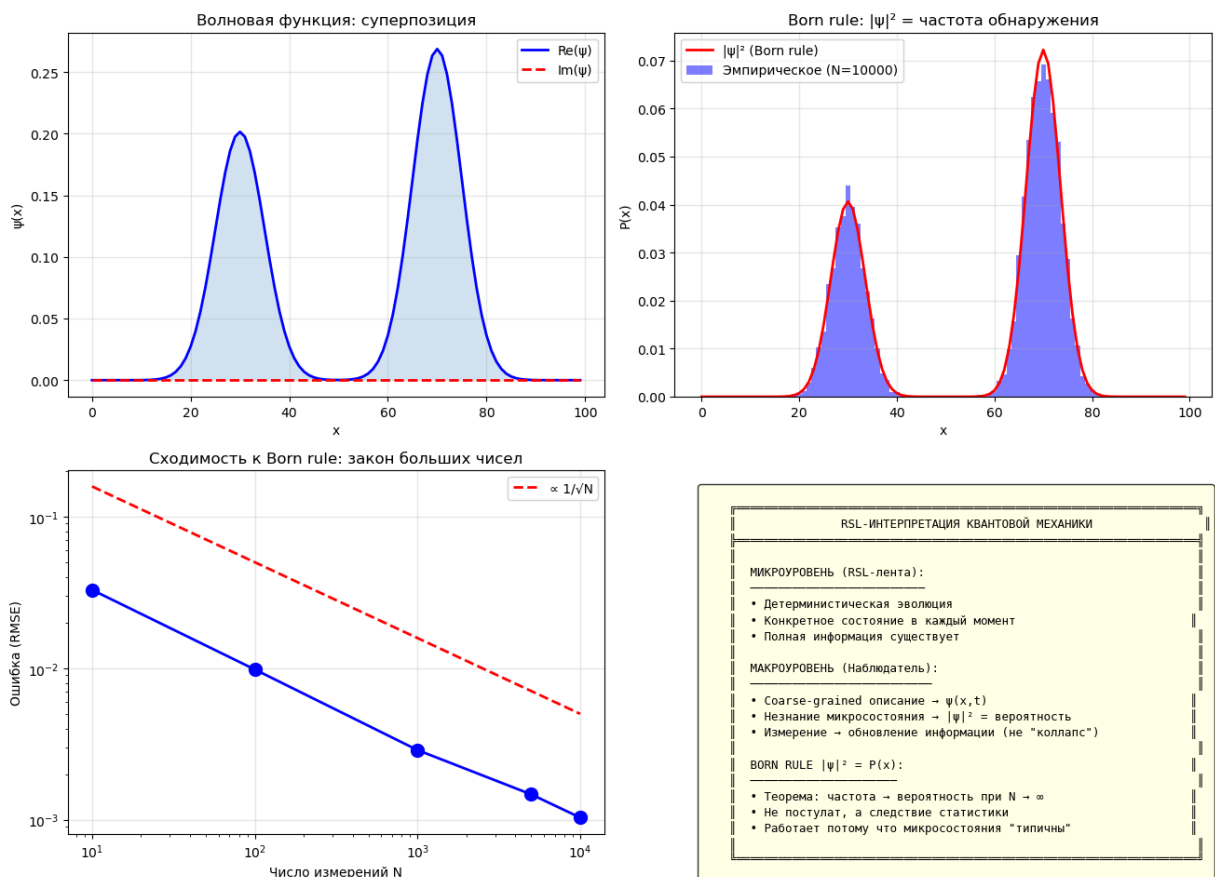 Волновая функция: суперпозиция
Re(ψ)
Im(ψ)
0.25
0.20
0.15
0.10
0.05
0.00
ψ(x)
0 20 40 60 80 100
x
Born rule: |ψ|² = частота обнаружения
|ψ|² (Born rule)
Эмпирическое (N=10000)
0.07
0.06
0.05
0.04
0.03
0.02
0.01
0.00
P(x)
0 20 40 60 80 100
x
Сходимость к Born rule: закон больших чисел
∝ 1/√N
10⁻¹
10⁻²
10⁻³
Ошибка (RMSE)
10¹ 10² 10³ 10⁴
Число измерений N
RSL-ИНТЕРПРЕТАЦИЯ КВАНТОВОЙ МЕХАНИКИ
МИКРОУРОВЕНЬ (RSL-лента):
• Детерминистическая эволюция
• Конкретное состояние в каждый момент
• Полная информация существует
МАКРОУРОВЕНЬ (Наблюдатель):
• Coarse-grained описание → ψ(x,t)
• Незнание микросостояния → |ψ|² = вероятность
• Измерение → обновление информации (не "коллапс")
BORN RULE |ψ|² = P(x):
• Теорема: частота → вероятность при N → ∞
• Не постулат, а следствие статистики
• Работает потому что микросостояния "типичны"